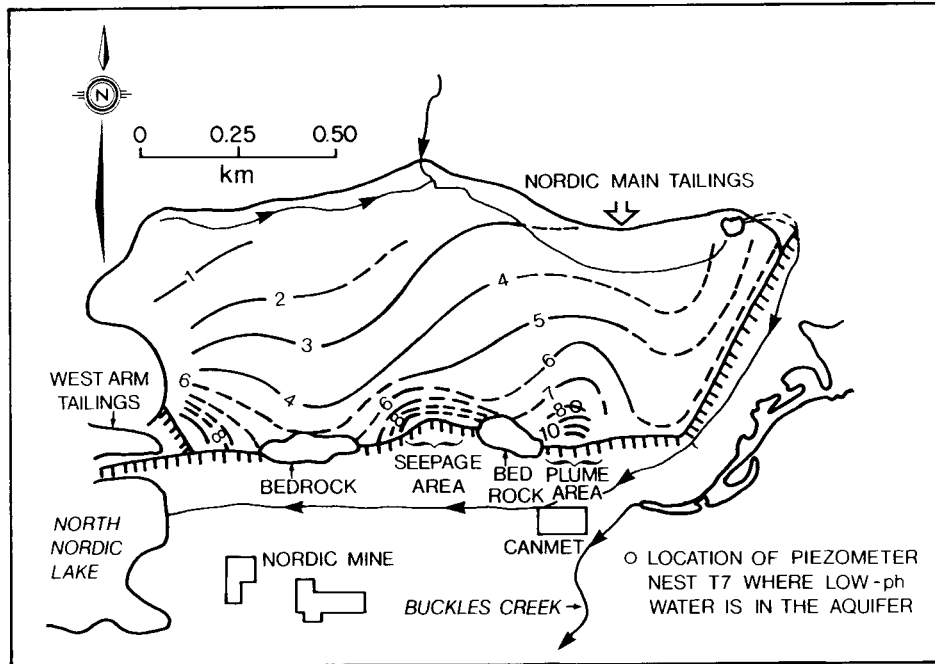 N
0 0.25 0.50
km
NORDIC MAIN TAILINGS
1
2
3
4
5
6
7
8
10
4
6
8
6
8
WEST ARM
TAILINGS
BEDROCK
SEEPAGE
AREA
BED
ROCK
PLUME
AREA
CANMET
NORTH
NORDIC
LAKE
NORDIC MINE
BUCKLES CREEK
O LOCATION OF PIEZOMETER
NEST T7 WHERE LOW-ph
WATER IS IN THE AQUIFER